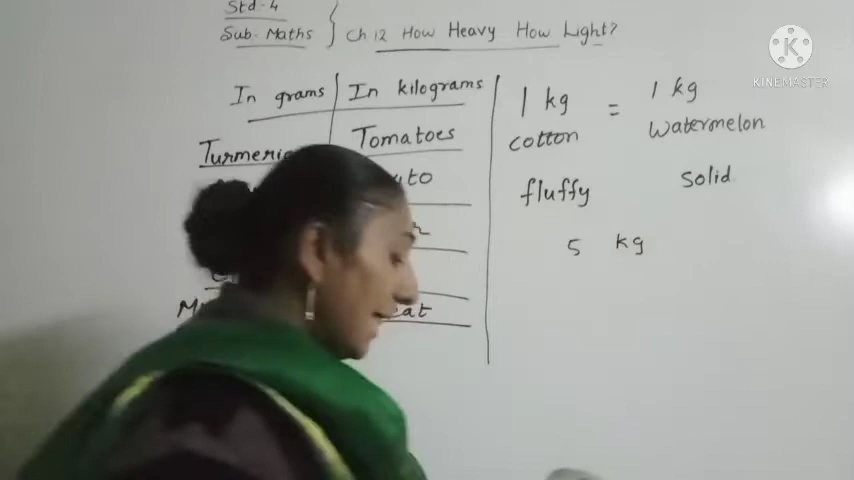 Std-4
Sub-Maths
Ch 12 How Heavy How Light?
In grams
In kilograms
Turmeric
Tomatoes
1 kg = 1 kg
cotton
watermelon
fluffy
solid
5 kg
K
KINEMASTER